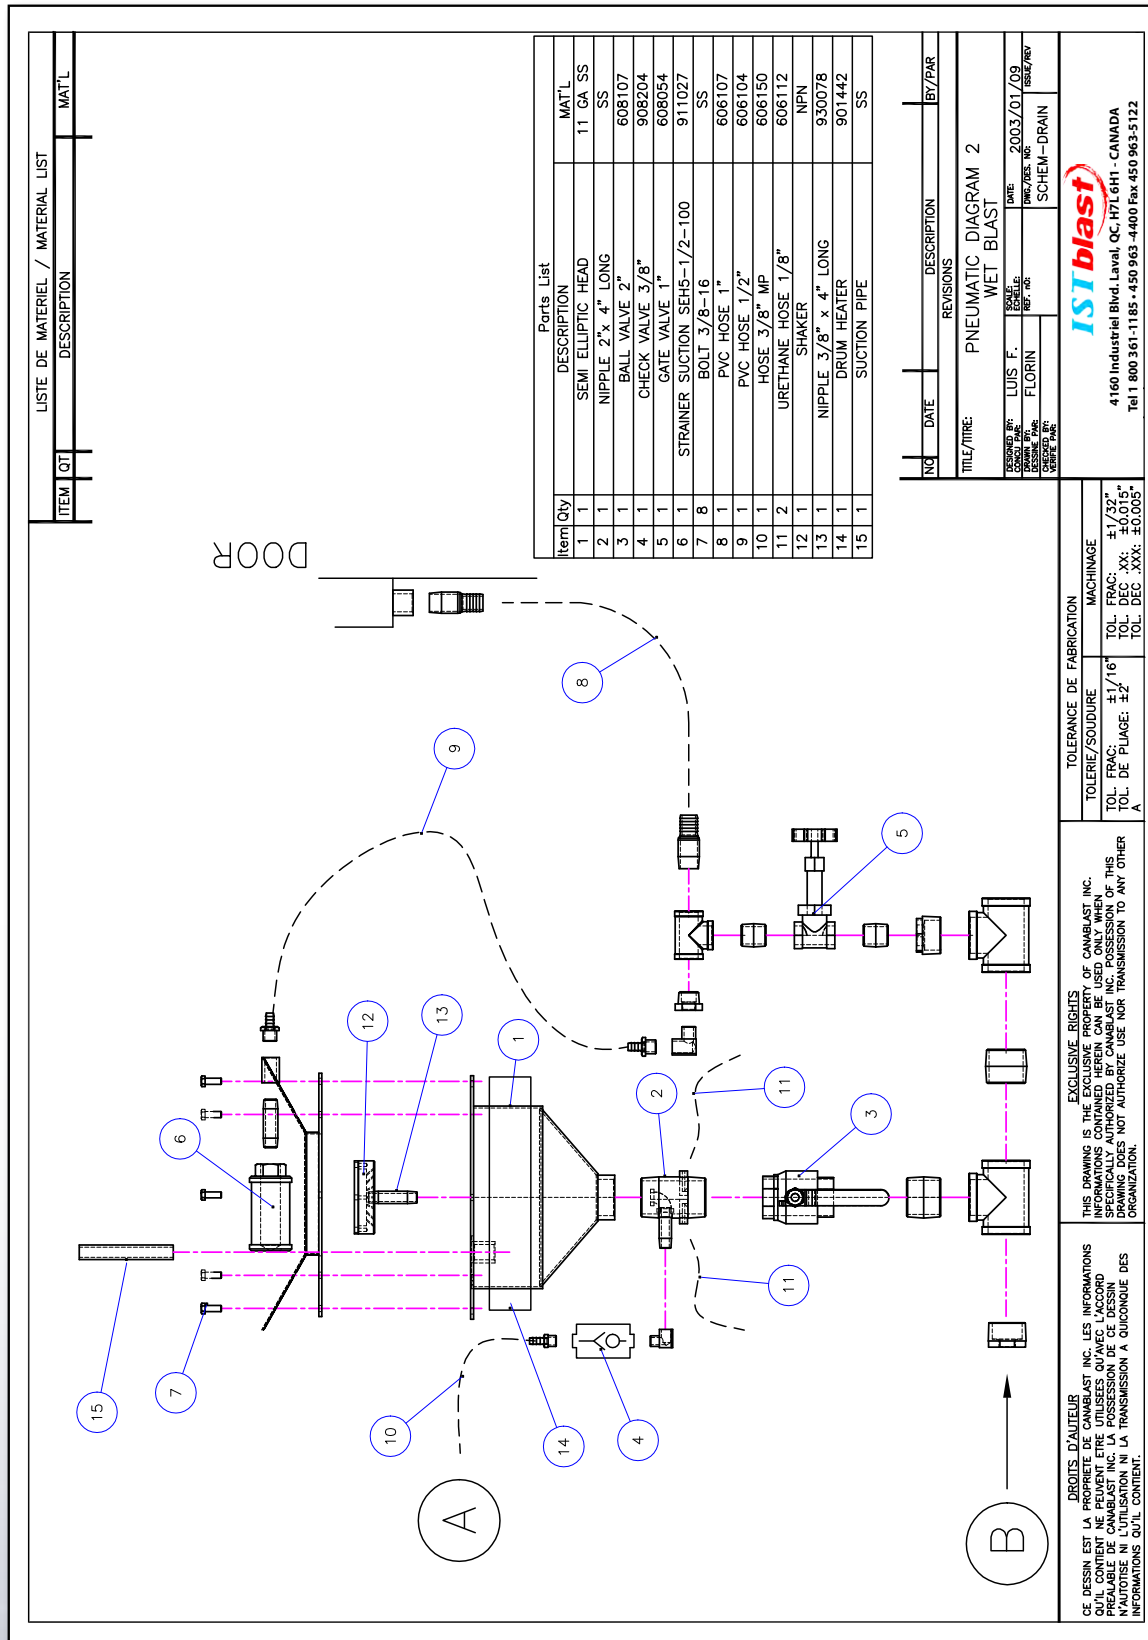 LISTE DE MATERIEL / MATERIAL LIST
ITEM QT DESCRIPTION MAT'L
DOOR
15
7
6
12
13
9
8
1
14
10
4
2
11
11
3
5
A
B
Parts List
Item Qty DESCRIPTION MAT'L
1 1 SEMI ELLIPTIC HEAD 11 GA SS
2 1 NIPPLE 2"x 4" LONG SS
3 1 BALL VALVE 2" 608107
4 1 CHECK VALVE 3/8" 908204
5 1 GATE VALVE 1" 608054
6 1 STRAINER SUCTION SEH5-1/2-100 911027
7 8 BOLT 3/8-16 SS
8 1 PVC HOSE 1" 606107
9 1 PVC HOSE 1/2" 606104
10 1 HOSE 3/8" MP 606150
11 2 URETHANE HOSE 1/8" 606112
12 1 SHAKER NPN
13 1 NIPPLE 3/8" x 4" LONG 930078
14 1 DRUM HEATER 901442
15 1 SUCTION PIPE SS
NO DATE DESCRIPTION BY/PAR
REVISIONS
TITLE/TITRE:
PNEUMATIC DIAGRAM 2
WET BLAST
DESIGNED BY:
CONCU PAR:
LUIS F.
SCALE:
ECHELLE:
DATE:
2003/01/09
DRAWN BY:
DESSINE PAR:
FLORIN
REF. nO:
DWG./DES. NO:
SCHEM-DRAIN
ISSUE/REV
CHECKED BY:
VERIFIE PAR:
IST blast
4160 Industriel Blvd. Laval, QC, H7L 6H1 - CANADA
Tel 1 800 361-1185 • 450 963-4400 Fax 450 963-5122
DROITS D'AUTEUR
CE DESSIN EST LA PROPRIETE DE CANABLAST INC. LES INFORMATIONS
QU'IL CONTIENT NE PEUVENT ETRE UTILISEES QU'AVEC L'ACCORD
PREALABLE DE CANABLAST INC. LA POSSESSION DE CE DESSIN
N'AUTOTISE NI L'UTILISATION NI LA TRANSMISSION A QUICONQUE DES
INFORMATIONS QU'IL CONTIENT.
EXCLUSIVE RIGHTS
THIS DRAWING IS THE EXCLUSIVE PROPERTY OF CANABLAST INC.
INFORMATIONS CONTAINED HEREIN CAN BE USED ONLY WHEN
SPECIFICALLY AUTHORIZED BY CANABLAST INC. POSSESSION OF THIS
DRAWING DOES NOT AUTHORIZE USE NOR TRANSMISSION TO ANY OTHER
ORGANIZATION.
TOLERANCE DE FABRICATION
TOLERIE/SOUDURE
TOL. FRAC: ±1/16"
TOL. DE PLIAGE: ±2°
A
MACHINAGE
TOL. FRAC: ±1/32"
TOL. DEC .XX: ±0.015"
TOL. DEC .XXX: ±0.005"